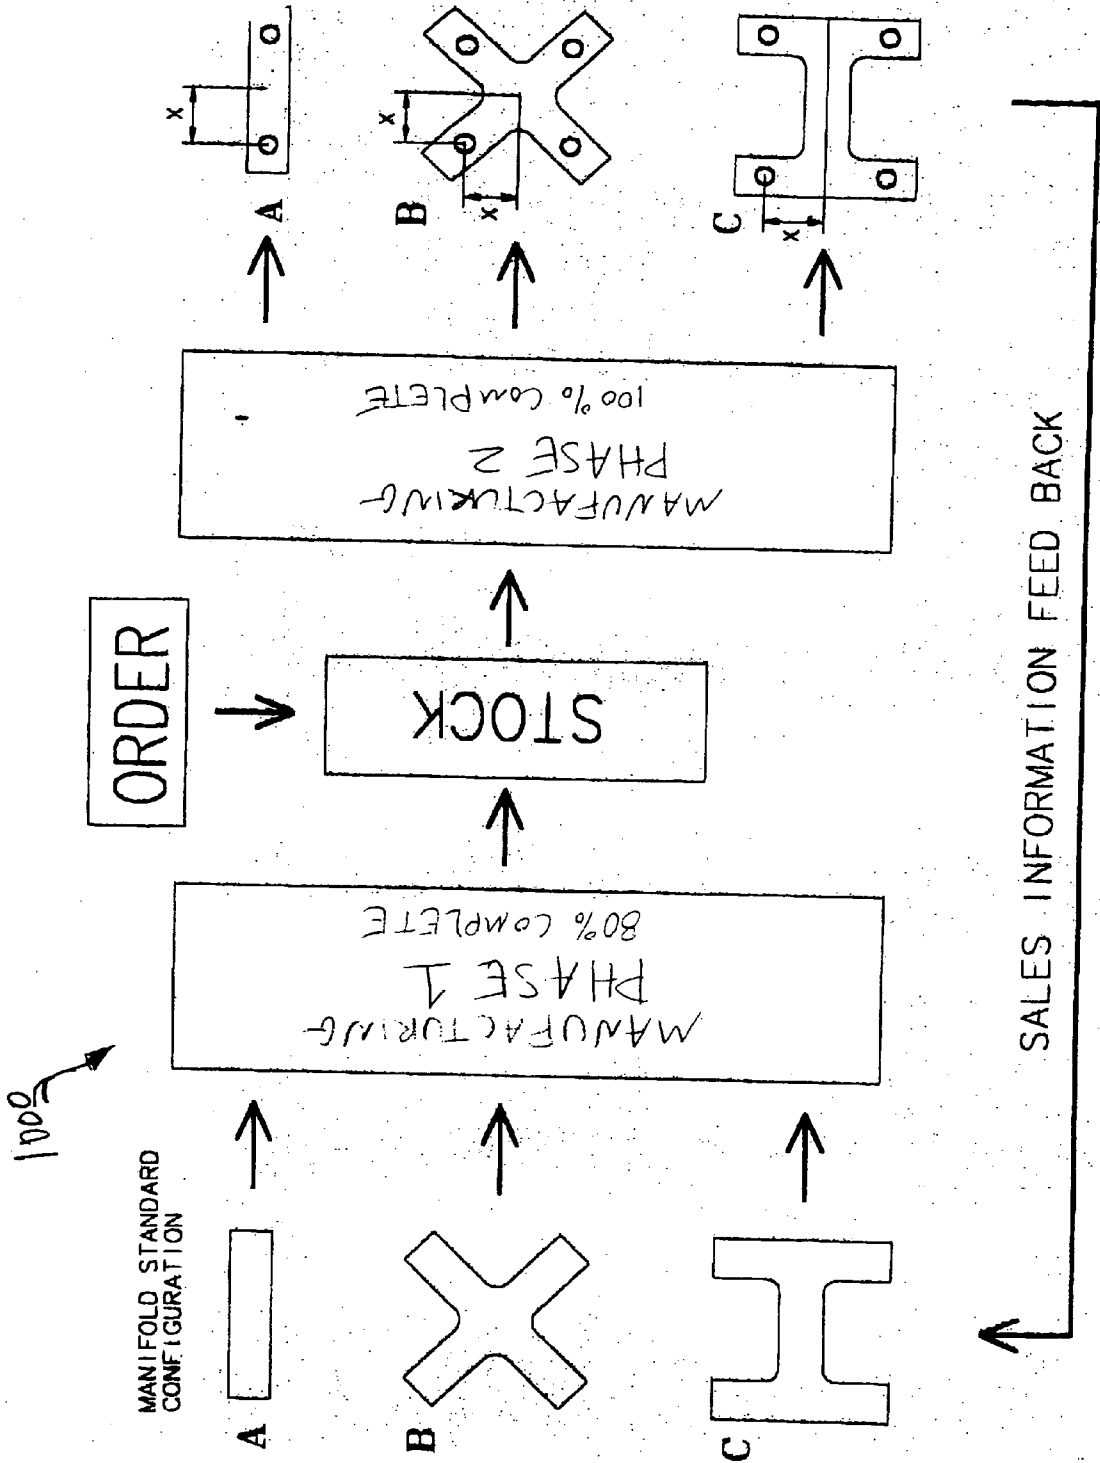 1000
MANIFOLD STANDARD
CONFIGURATION
A
B
C
MANUFACTURING
PHASE 1
80% COMPLETE
ORDER
STOCK
MANUFACTURING
PHASE 2
100% COMPLETE
A
X
B
X
X
C
X
SALES INFORMATION FEED BACK